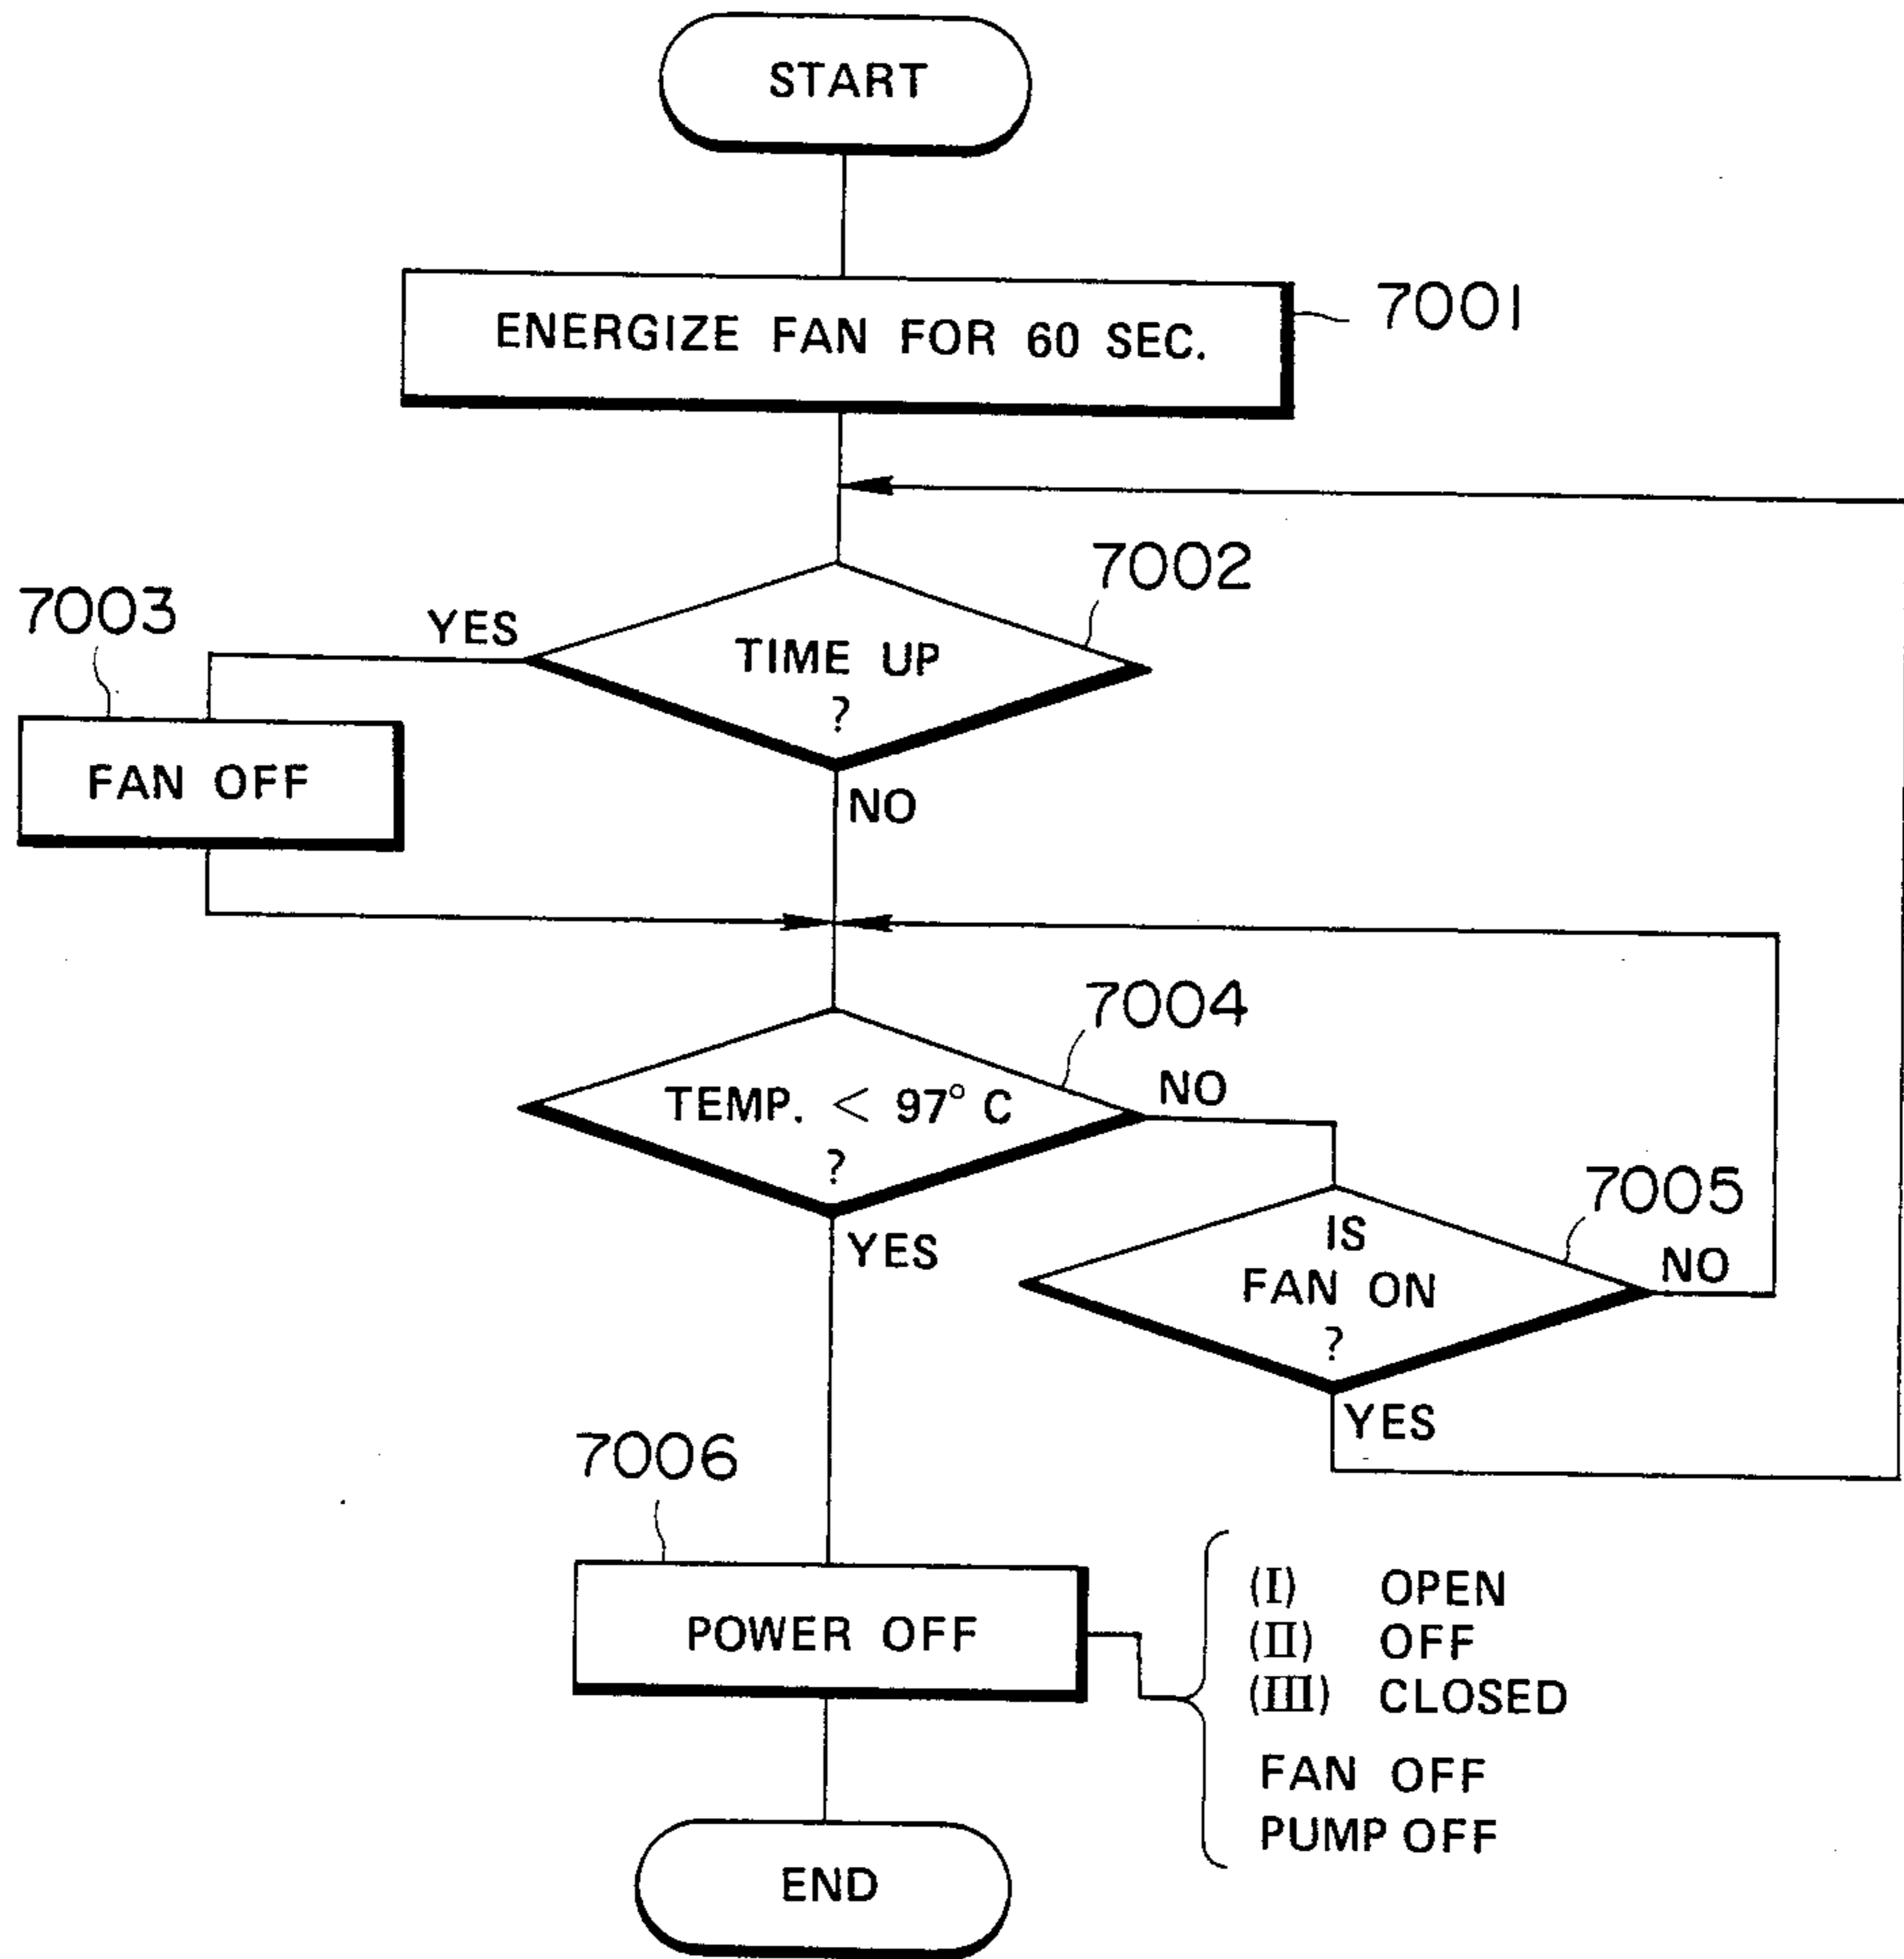 START
ENERGIZE FAN FOR 60 SEC.
7001
7002
TIME UP
?
YES
NO
7003
FAN OFF
7004
TEMP. < 97° C
?
NO
YES
7005
IS
FAN ON
?
NO
YES
7006
POWER OFF
(I) OPEN
(II) OFF
(III) CLOSED
FAN OFF
PUMP OFF
END